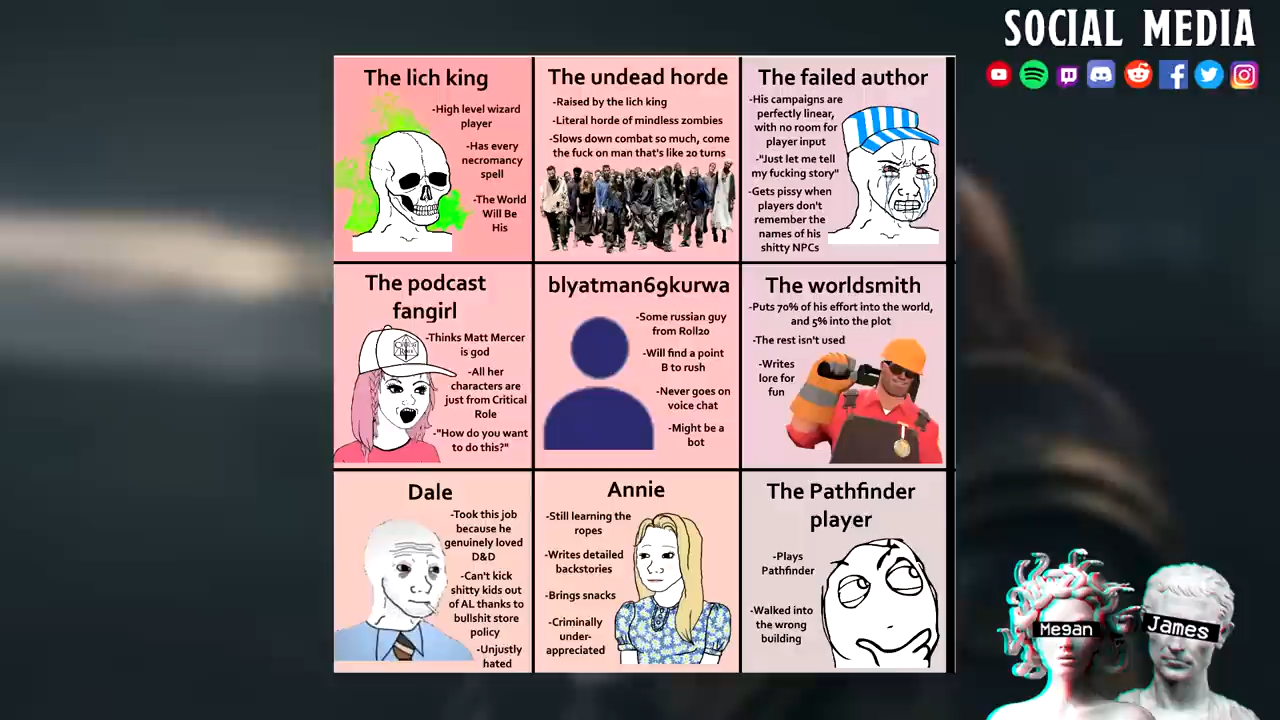 SOCIAL MEDIA
The lich king
-High level wizard
player
-Has every
necromancy
spell
-The World
Will Be
His
The undead horde
-Raised by the lich king
-Literal horde of mindless zombies
-Slows down combat so much, come
the fuck on man that's like 20 turns
The failed author
-His campaigns are
perfectly linear,
with no room for
player input
-"Just let me tell
my fucking story"
-Gets pissy when
players don't
remember the
names of his
shitty NPCs
The podcast
fangirl
-Thinks Matt Mercer
is god
-All her
characters are
just from Critical
Role
-"How do you want
to do this?"
blyatman69kurwa
-Some russian guy
from Roll20
-Will find a point
B to rush
-Never goes on
voice chat
-Might be a
bot
The worldsmith
-Puts 70% of his effort into the world,
and 5% into the plot
-The rest isn't used
-Writes
lore for
fun
Dale
-Took this job
because he
genuinely loved
D&D
-Can't kick
shitty kids out
of AL thanks to
bullshit store
policy
-Unjustly
hated
Annie
-Still learning the
ropes
-Writes detailed
backstories
-Brings snacks
-Criminally
under-
appreciated
The Pathfinder
player
-Plays
Pathfinder
-Walked into
the wrong
building
Megan
James